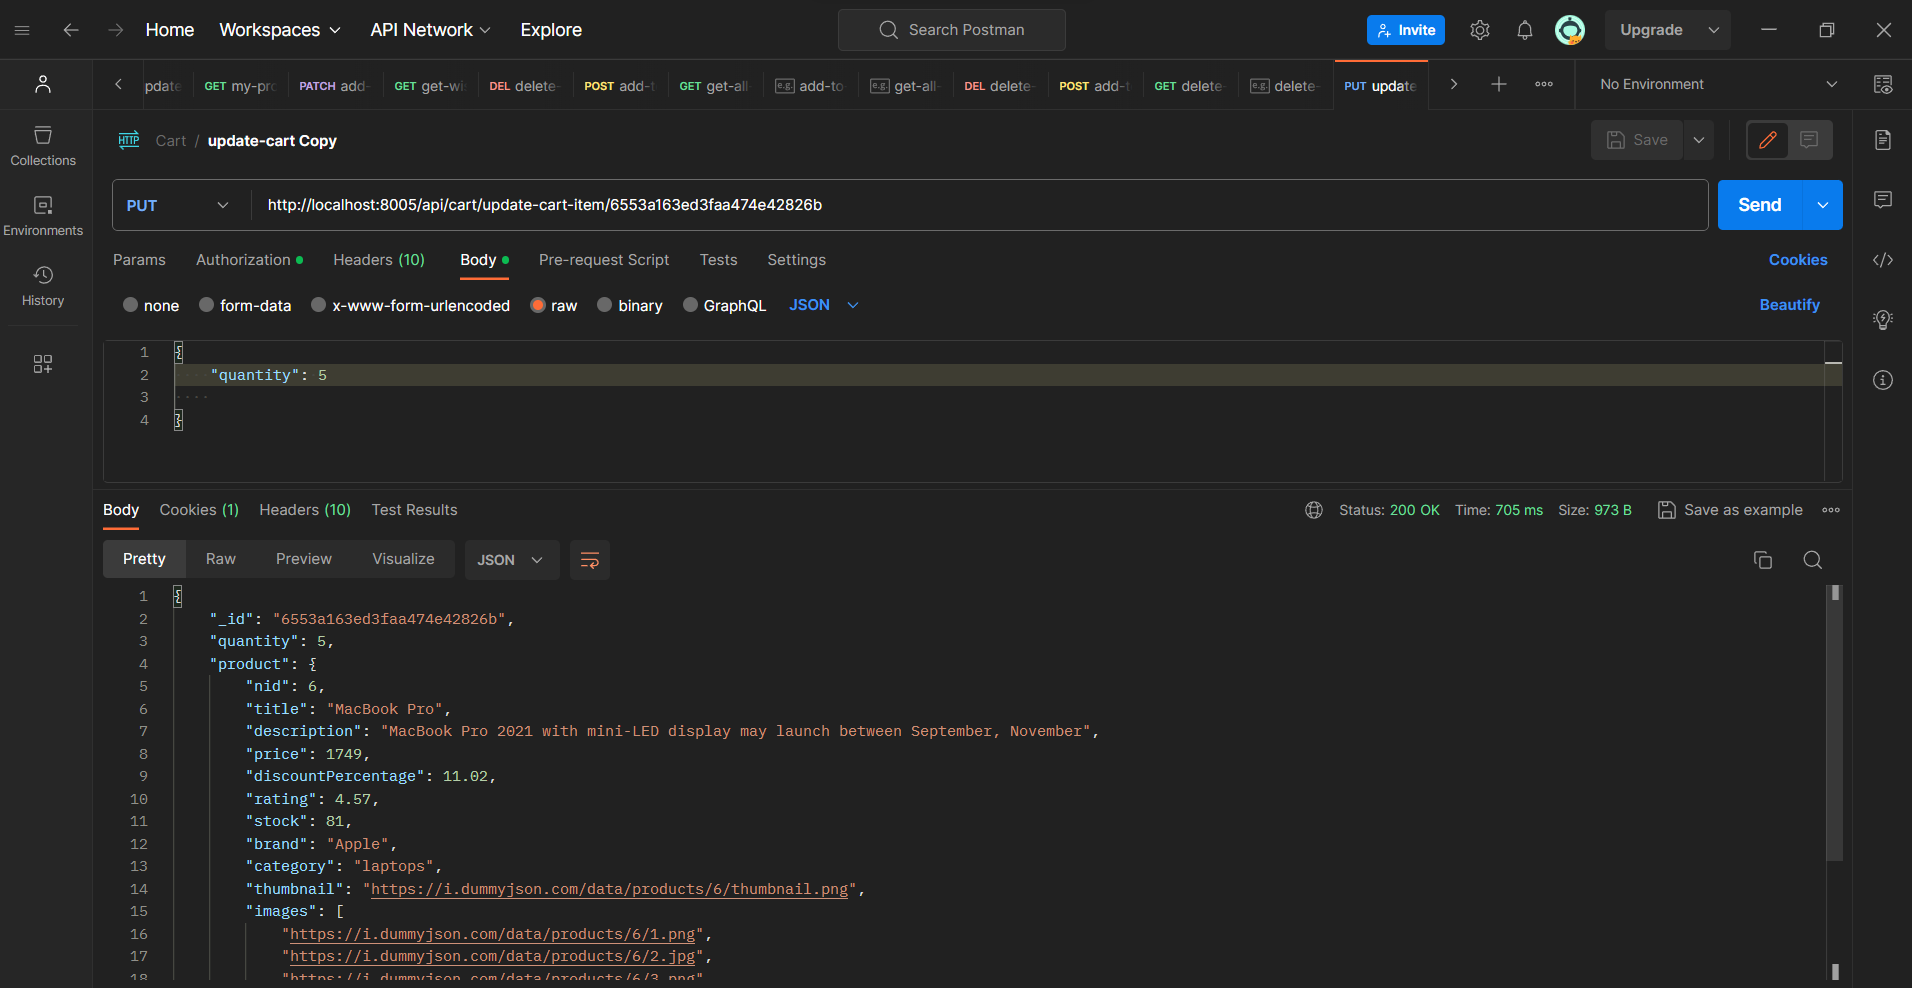 Home Workspaces API Network Explore Search Postman Invite Upgrade
pdate GET my-pro PATCH add- GET get-wi DEL delete- POST add-t GET get-all e.g. add-to e.g. get-all DEL delete- POST add-t GET delete- e.g. delete- PUT update No Environment
HTTP Cart / update-cart Copy Save
Collections
PUT http://localhost:8005/api/cart/update-cart-item/6553a163ed3faa474e42826b Send
Environments
Params Authorization Headers (10) Body Pre-request Script Tests Settings Cookies
History
none form-data x-www-form-urlencoded raw binary GraphQL JSON Beautify
1 {
2 "quantity": 5
3
4 }
Body Cookies (1) Headers (10) Test Results Status: 200 OK Time: 705 ms Size: 973 B Save as example
Pretty Raw Preview Visualize JSON
1 {
2 "_id": "6553a163ed3faa474e42826b",
3 "quantity": 5,
4 "product": {
5 "nid": 6,
6 "title": "MacBook Pro",
7 "description": "MacBook Pro 2021 with mini-LED display may launch between September, November",
8 "price": 1749,
9 "discountPercentage": 11.02,
10 "rating": 4.57,
11 "stock": 81,
12 "brand": "Apple",
13 "category": "laptops",
14 "thumbnail": "https://i.dummyjson.com/data/products/6/thumbnail.png",
15 "images": [
16 "https://i.dummyjson.com/data/products/6/1.png",
17 "https://i.dummyjson.com/data/products/6/2.jpg",
18 "https://i.dummyjson.com/data/products/6/3.png"